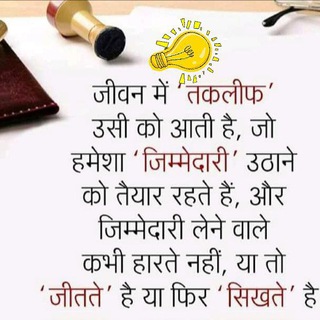 जीवन में 'तकलीफ'
उसी को आती है, जो
हमेशा 'जिम्मेदारी' उठाने
को तैयार रहते हैं, और
जिम्मेदारी लेने वाले
कभी हारते नहीं, या तो
'जीतते' है या फिर 'सिखते' है